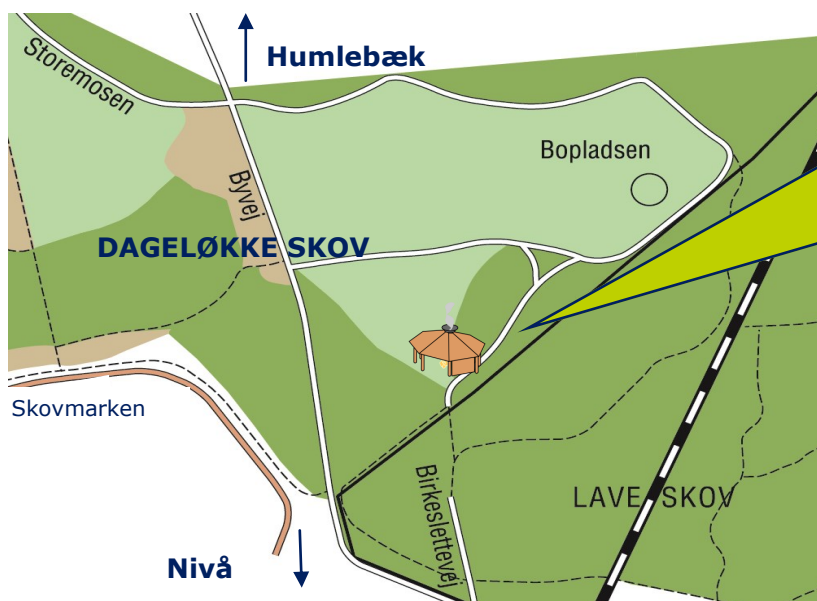 Humlebæk
Storemosen
Bopladsen
Byvej
DAGELØKKE SKOV
Skovmarken
LAVE SKOV
Birkeslettevej
Nivå